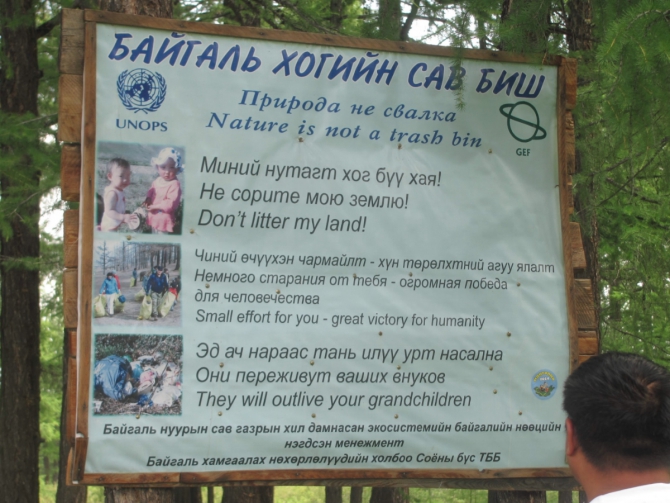 БАЙГАЛЬ ХОГИЙН САВ БИШ
Природа не свалка
Nature is not a trash bin
UNOPS
GEF
Миний нутагт хог бүү хая!
Не сорите мою землю!
Don't litter my land!
Чиний өчүүхэн чармайлт - хүн төрөлхтний агуу ялалт
Немного старания от тебя - огромная победа
для человечества
Small effort for you - great victory for humanity
Эд ач нараас тань илүү урт насална
Они переживут ваших внуков
They will outlive your grandchildren
Байгаль нуурын сав газрын хил дамнасан экосистемийн байгалийн нөөцийн
нэгдсэн менежмент
Байгаль хамгаалах нөхөрлөлүүдийн холбоо Соёны бүс ТББ